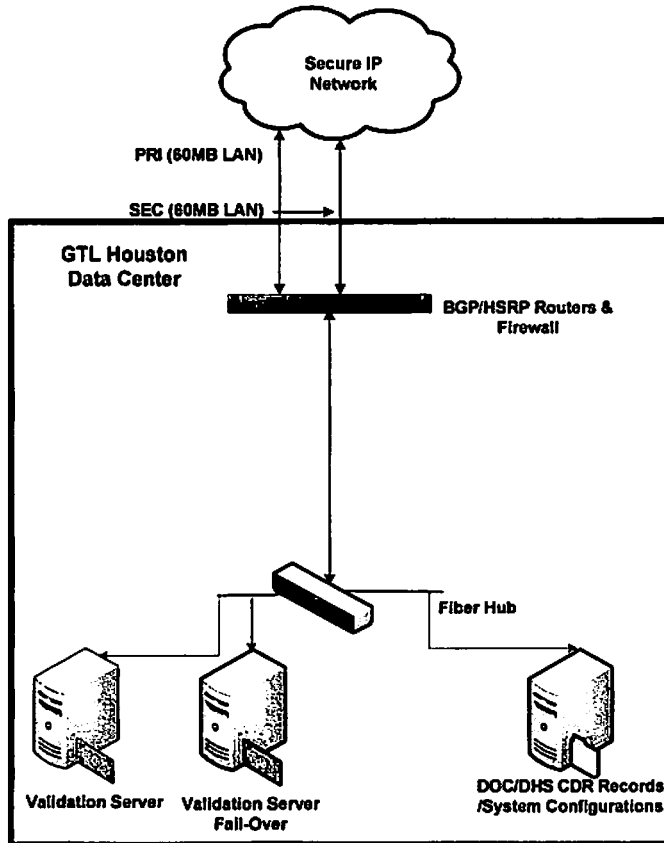 Secure IP
Network
PRI (60MB LAN)
SEC (60MB LAN)
GTL Houston
Data Center
BGP/HSRP Routers &
Firewall
Fiber Hub
Validation Server
Validation Server
Fail-Over
DOC/DHS CDR Records
/System Configurations